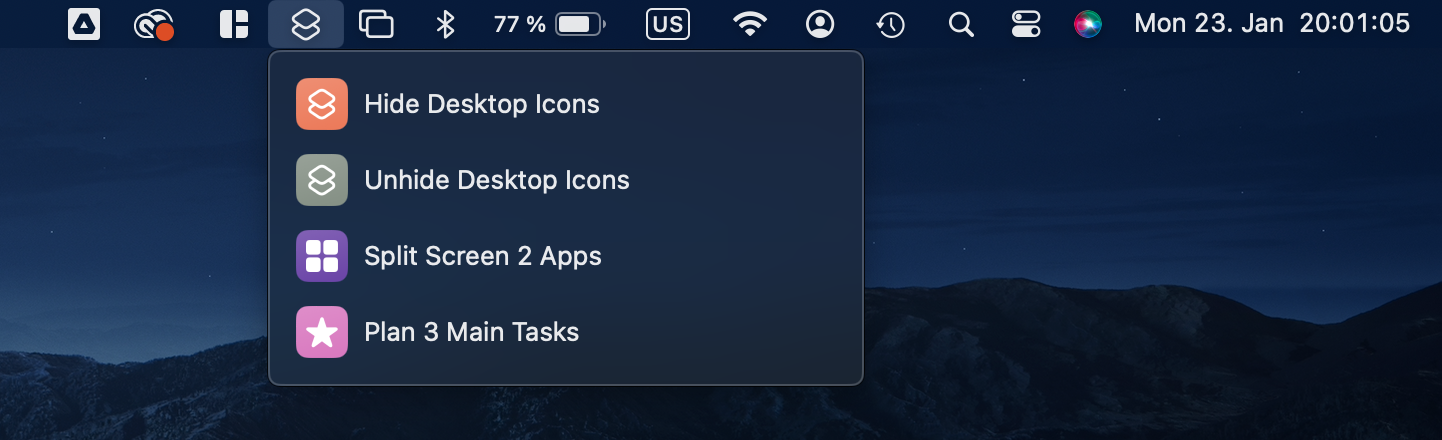 77 %
US
Mon 23. Jan 20:01:05
Hide Desktop Icons
Unhide Desktop Icons
Split Screen 2 Apps
Plan 3 Main Tasks